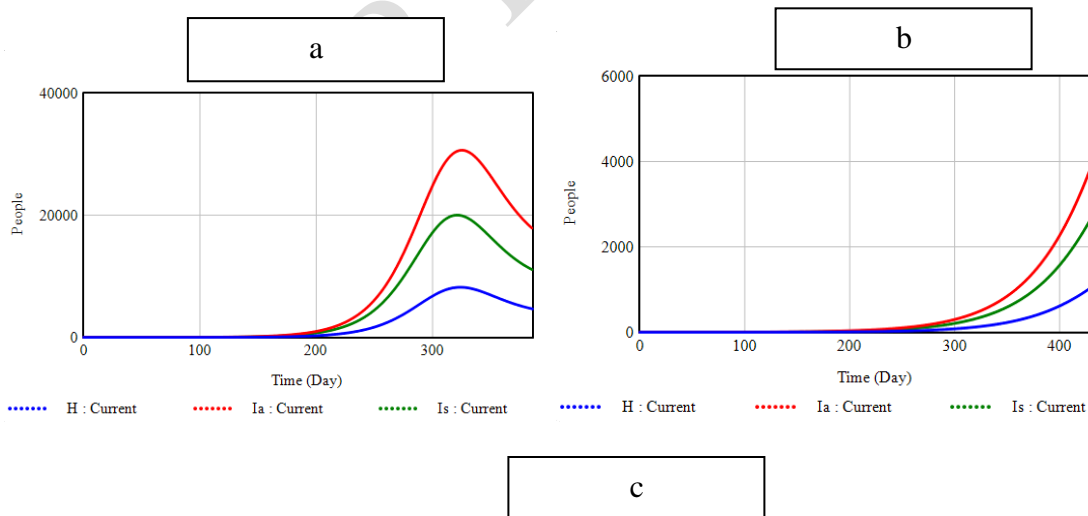 a
40000
20000
0
People
0 100 200 300
Time (Day)
H : Current Ia : Current Is : Current
b
6000
4000
2000
0
People
0 100 200 300 400
Time (Day)
H : Current Ia : Current Is : Current
c